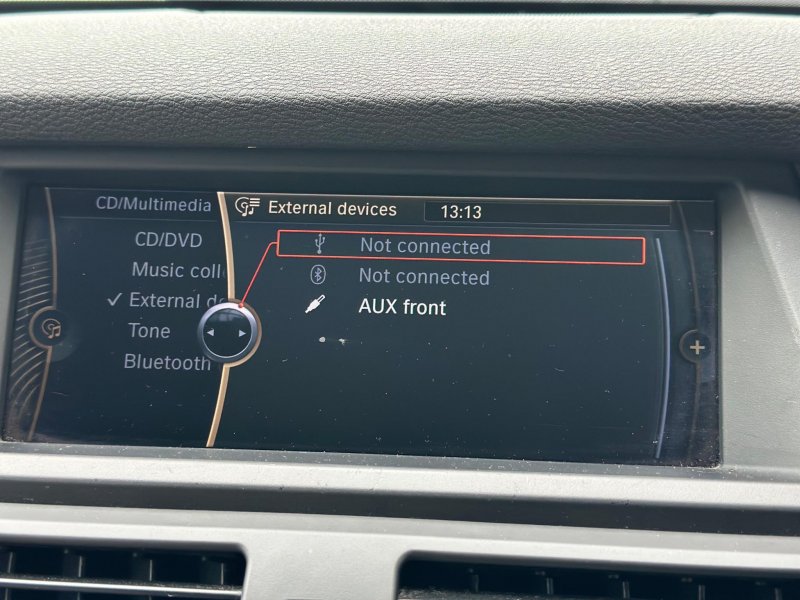 CD/Multimedia
External devices
13:13
CD/DVD
Music coll
External de
Tone
Bluetooth
Not connected
Not connected
AUX front